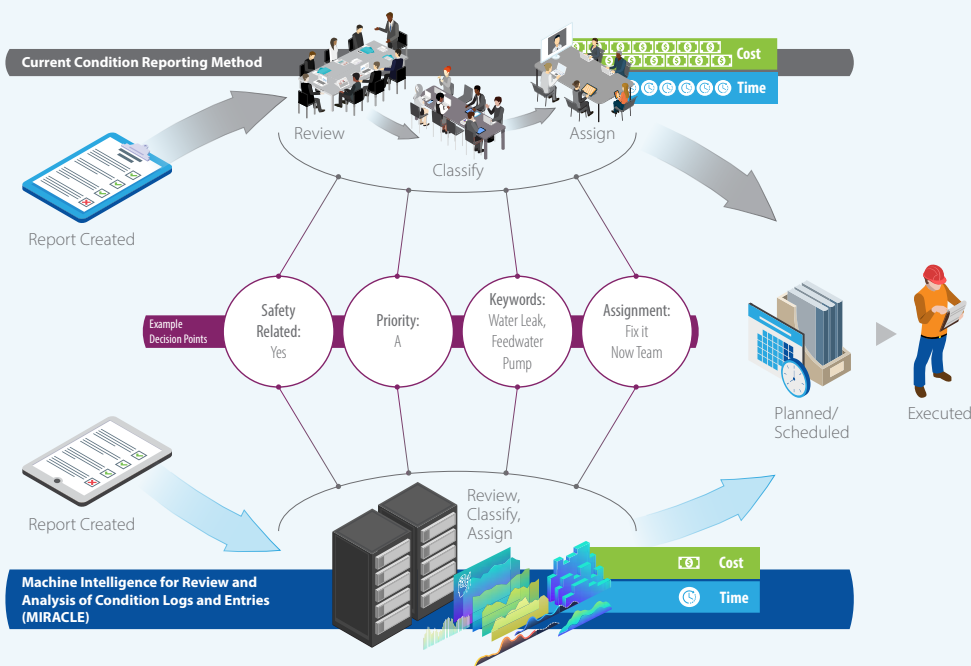 Current Condition Reporting Method
Cost
Time
Review
Classify
Assign
Report Created
Example
Decision Points
Safety
Related:
Yes
Priority:
A
Keywords:
Water Leak,
Feedwater
Pump
Assignment:
Fix it
Now Team
Planned/
Scheduled
Executed
Report Created
Review,
Classify,
Assign
Machine Intelligence for Review and
Analysis of Condition Logs and Entries
(MIRACLE)
Cost
Time